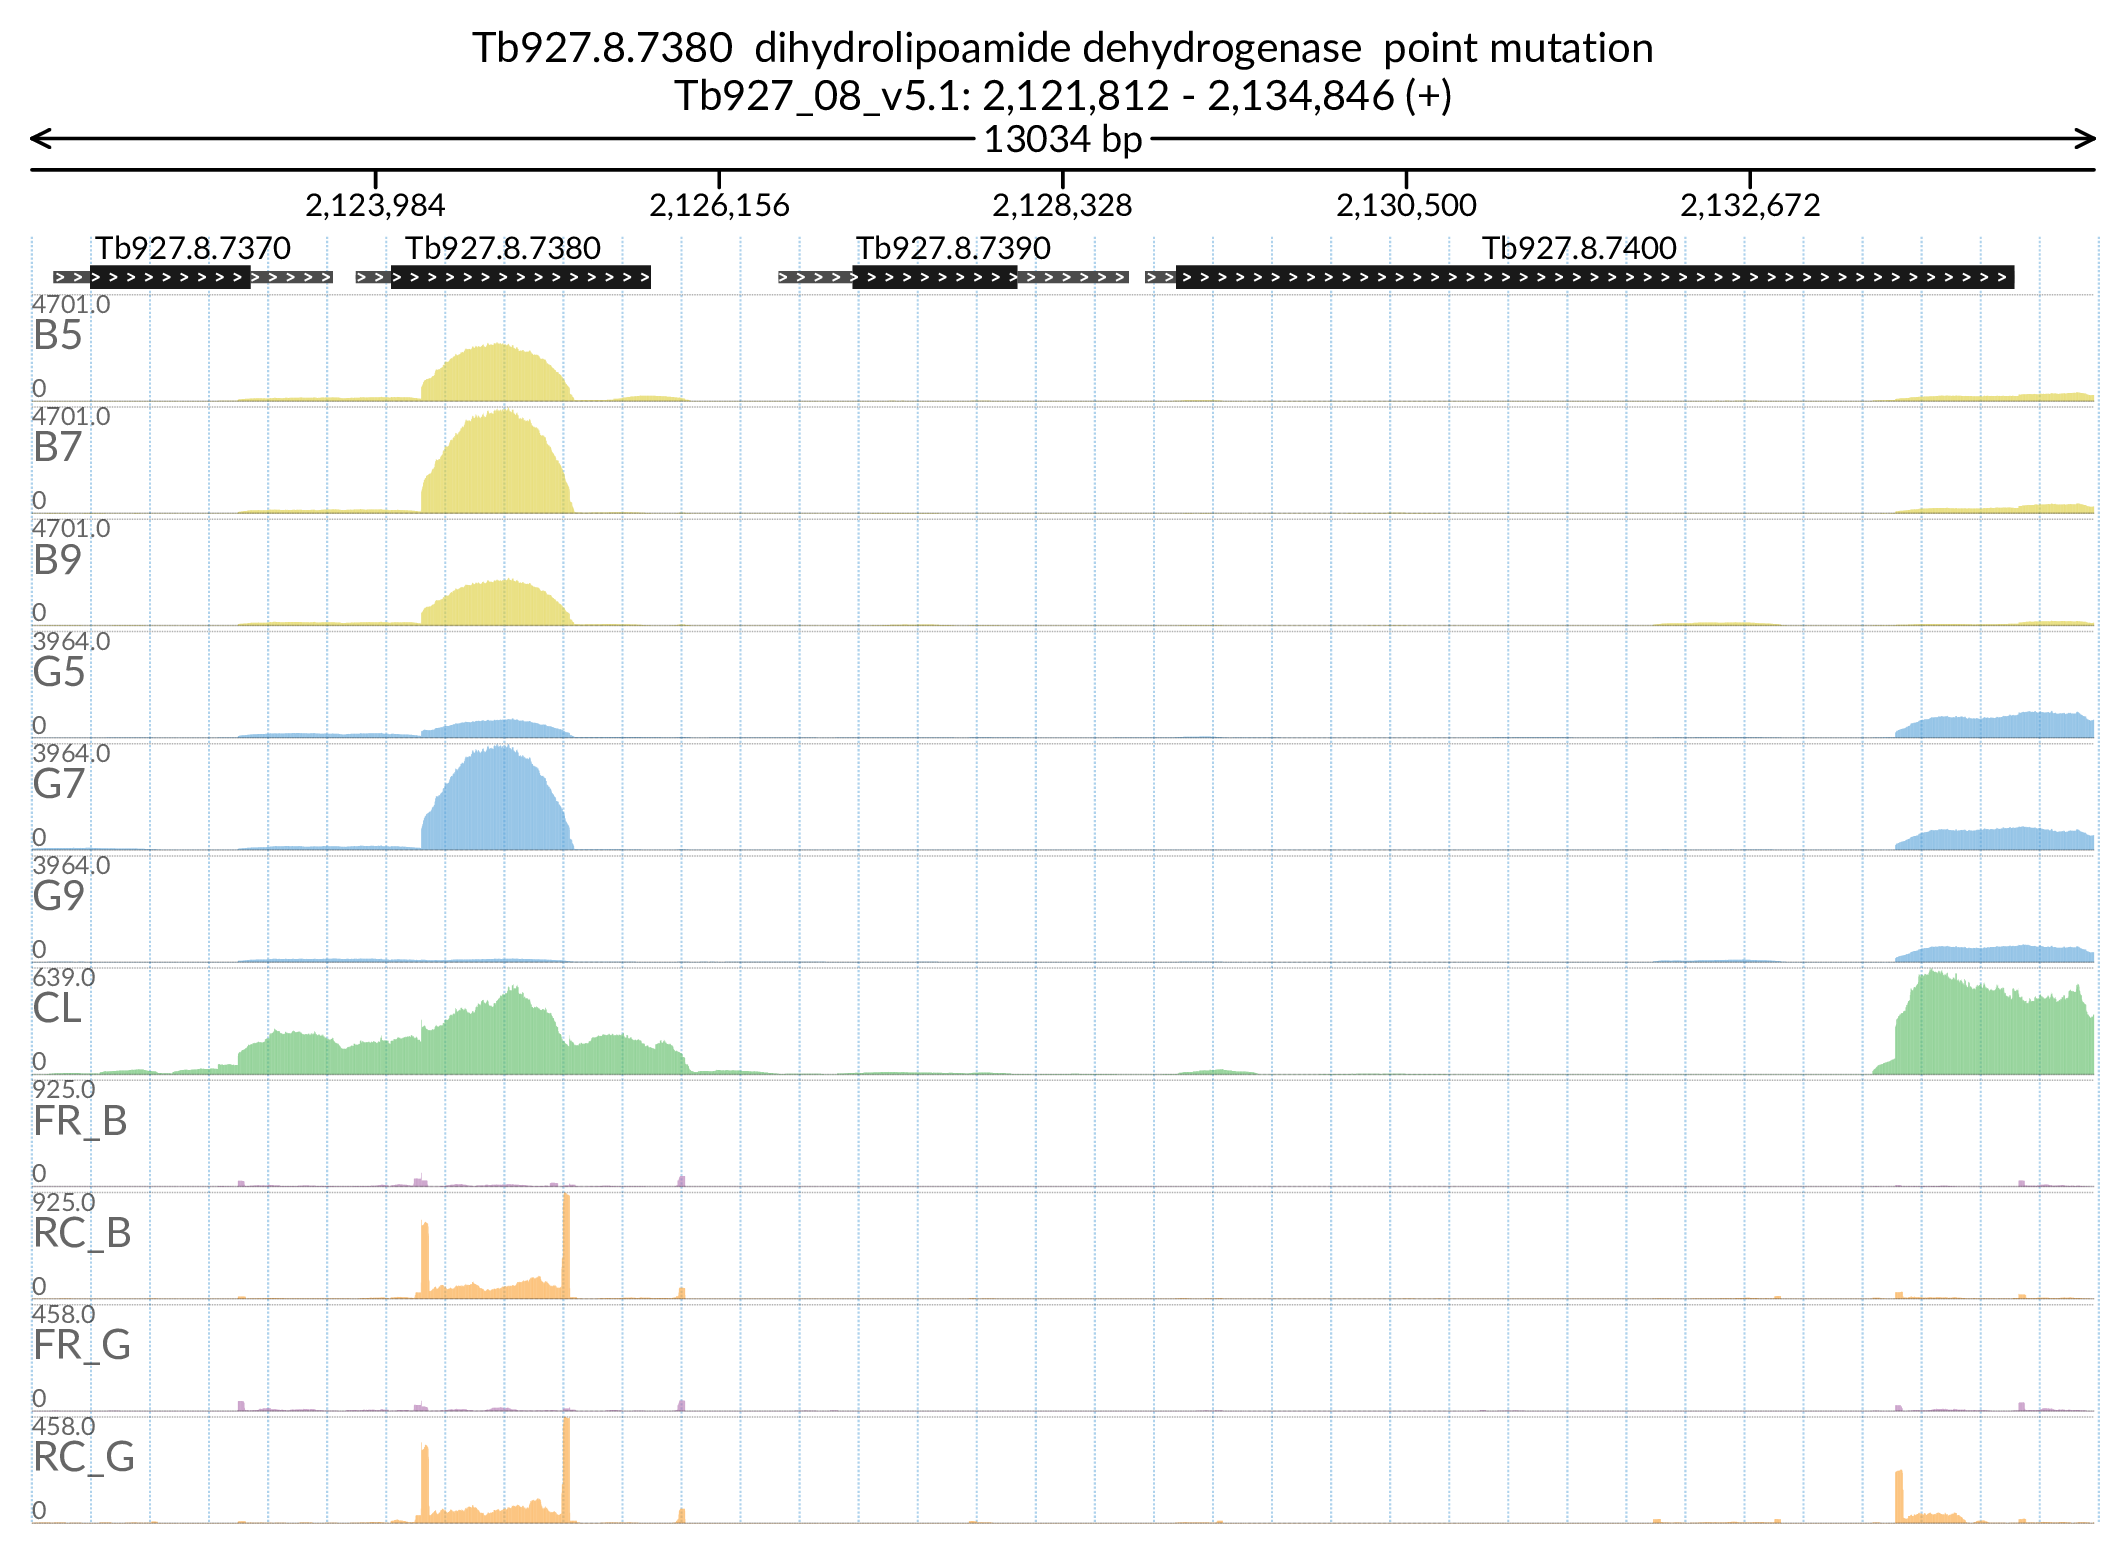 Tb927.8.7380  dihydrolipoamide dehydrogenase  point mutation
Tb927_08_v5.1: 2,121,812 - 2,134,846 (+)
13034 bp
2,123,984 2,126,156 2,128,328 2,130,500 2,132,672
Tb927.8.7370 Tb927.8.7380 Tb927.8.7390 Tb927.8.7400
4701.0
B5
0
4701.0
B7
0
4701.0
B9
0
3964.0
G5
0
3964.0
G7
0
3964.0
G9
0
639.0
CL
0
925.0
FR_B
0
925.0
RC_B
0
458.0
FR_G
0
458.0
RC_G
0